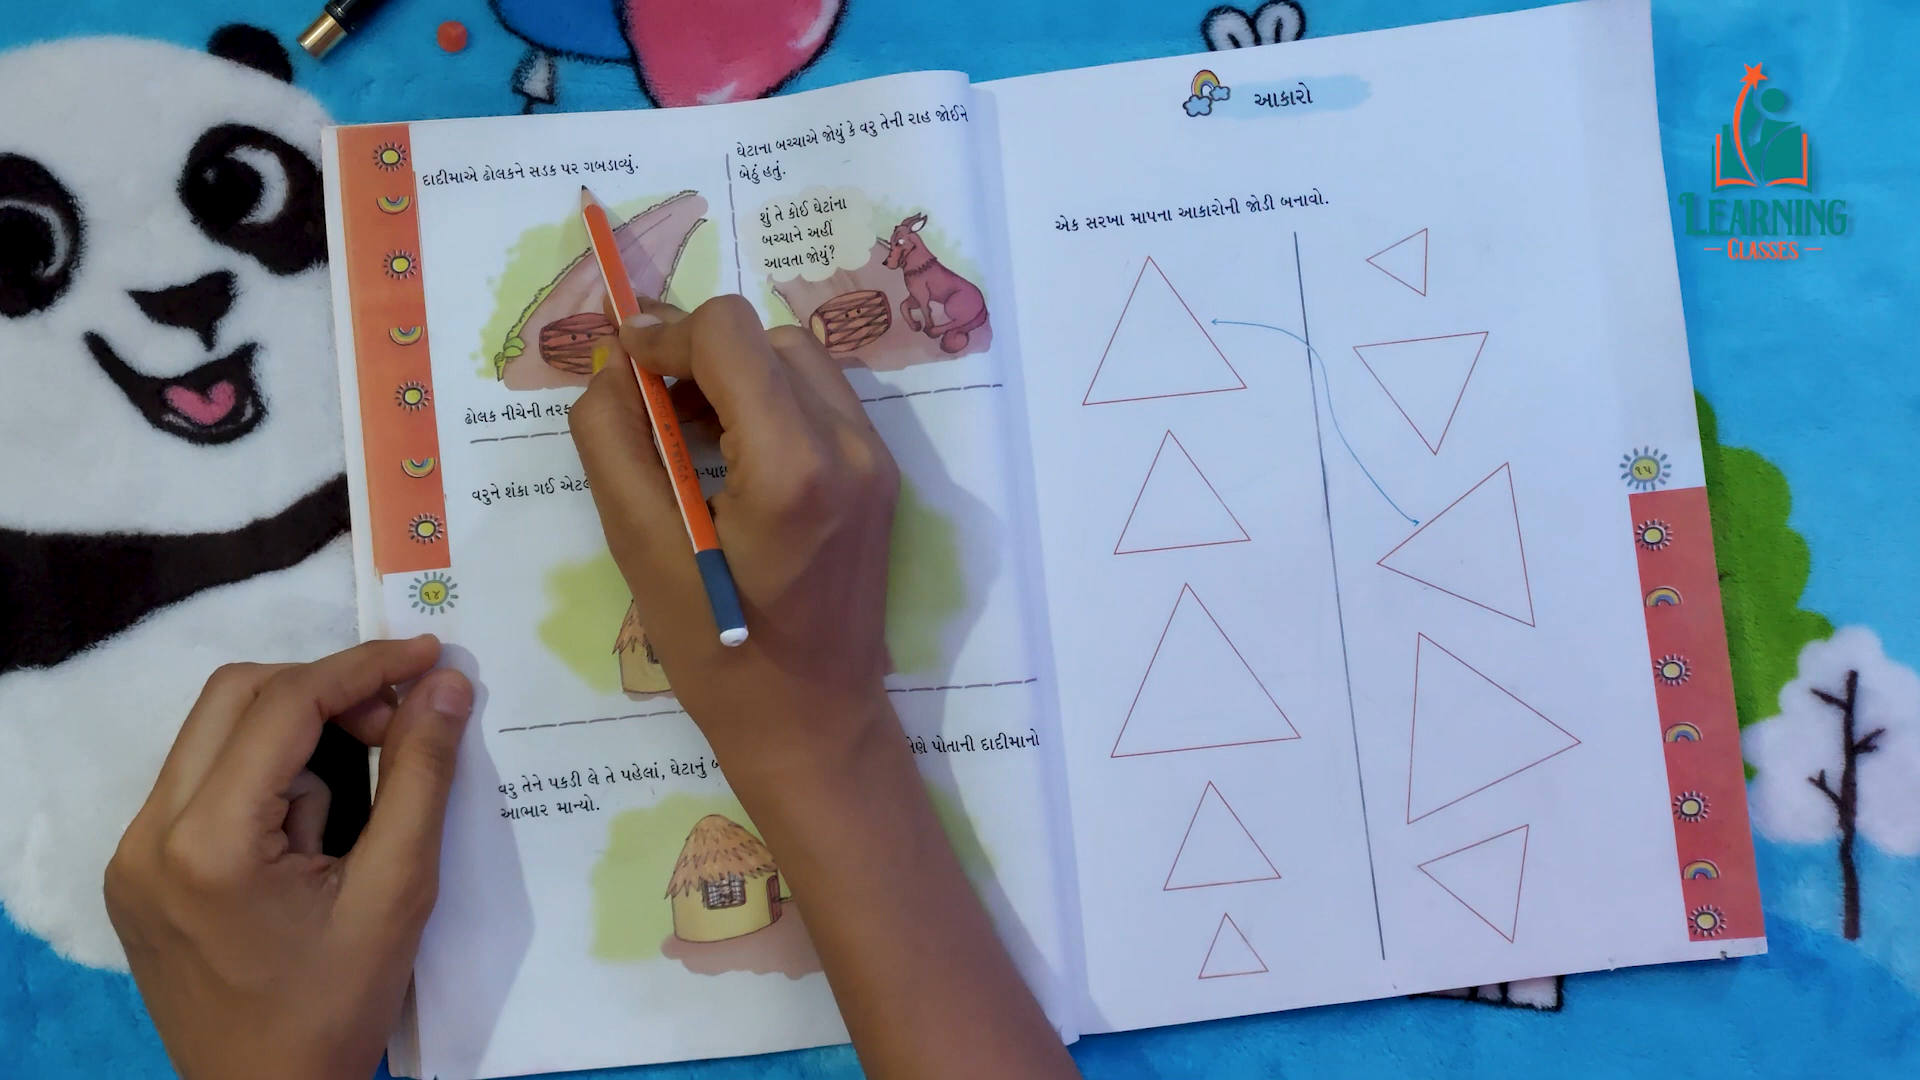 દાદીમાએ ઢોલકને સડક પર ગબડાવ્યું.
ઘેટાના બચ્ચાએ જોયું કે વરુ તેની રાહ જોઈને
બેઠું હતું.
શું તે કોઈ ઘેટાંના
બચ્ચાને અહીં
આવતા જોયું?
ઢોલક નીચેની તરફ
વરુને શંકા ગઈ
વરુ તેને પકડી લે તે પહેલાં, ઘેટાનું
પોતાની દાદીમાનો
આભાર માન્યો.
૧૪
આકારો
એક સરખા માપના આકારોની જોડી બનાવો.
૧૫
LEARNING
CLASSES